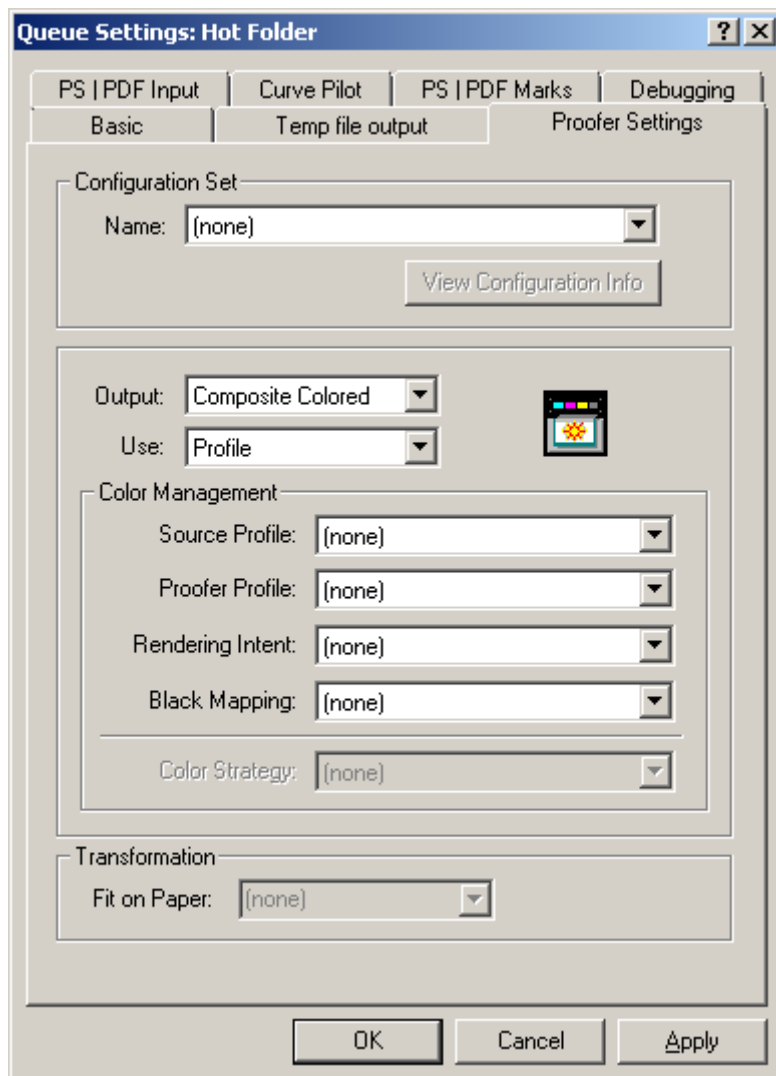 Queue Settings: Hot Folder
PS | PDF Input Curve Pilot PS | PDF Marks Debugging
Basic Temp file output Proofer Settings
Configuration Set
Name: (none)
View Configuration Info
Output: Composite Colored
Use: Profile
Color Management
Source Profile: (none)
Proofer Profile: (none)
Rendering Intent: (none)
Black Mapping: (none)
Color Strategy: (none)
Transformation
Fit on Paper: (none)
OK Cancel Apply